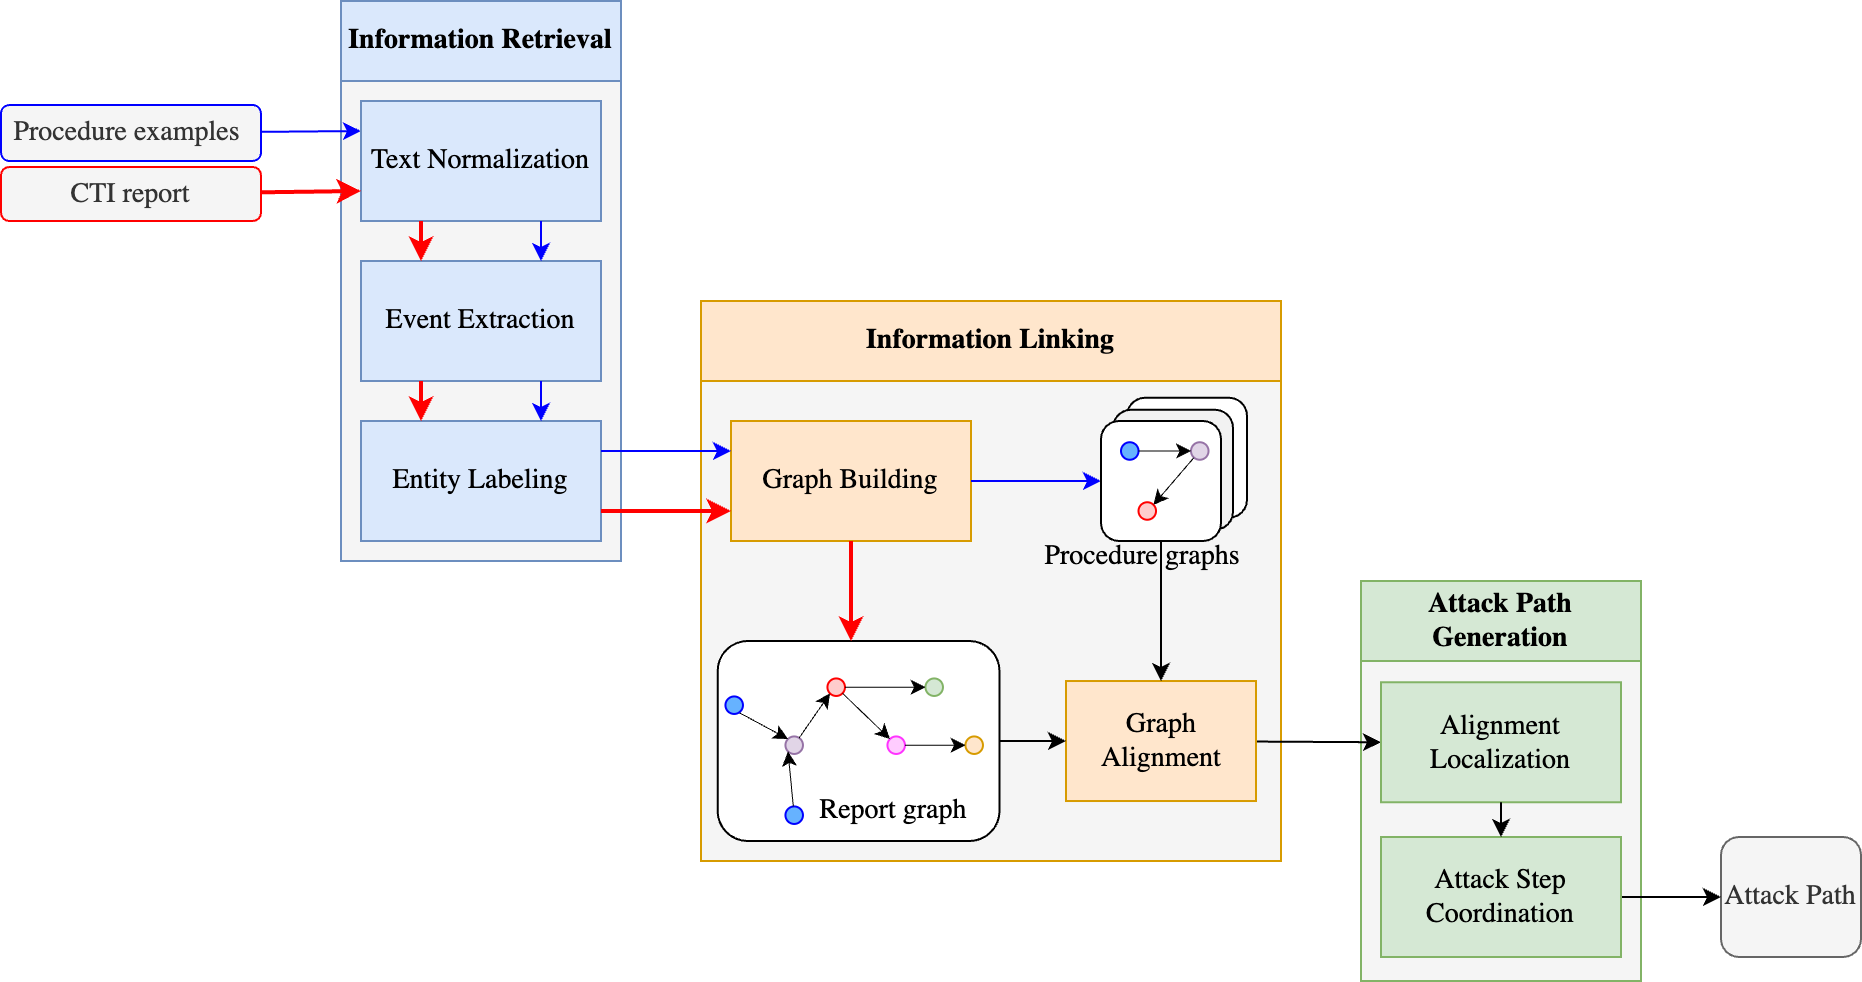 Information Retrieval
Procedure examples
CTI report
Text Normalization
Event Extraction
Entity Labeling
Information Linking
Graph Building
Procedure graphs
Report graph
Graph
Alignment
Attack Path
Generation
Alignment
Localization
Attack Step
Coordination
Attack Path